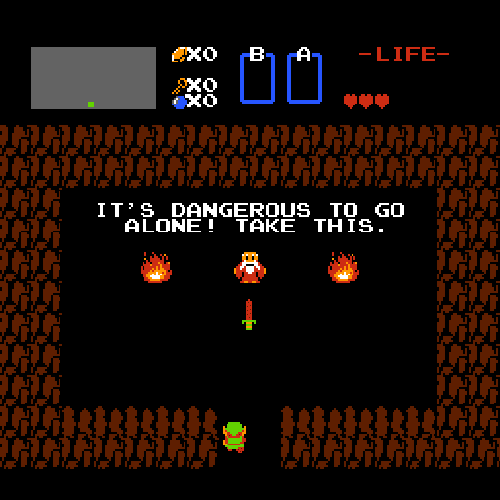 X0 B A -LIFE-
X0
X0
IT'S DANGEROUS TO GO
ALONE! TAKE THIS.